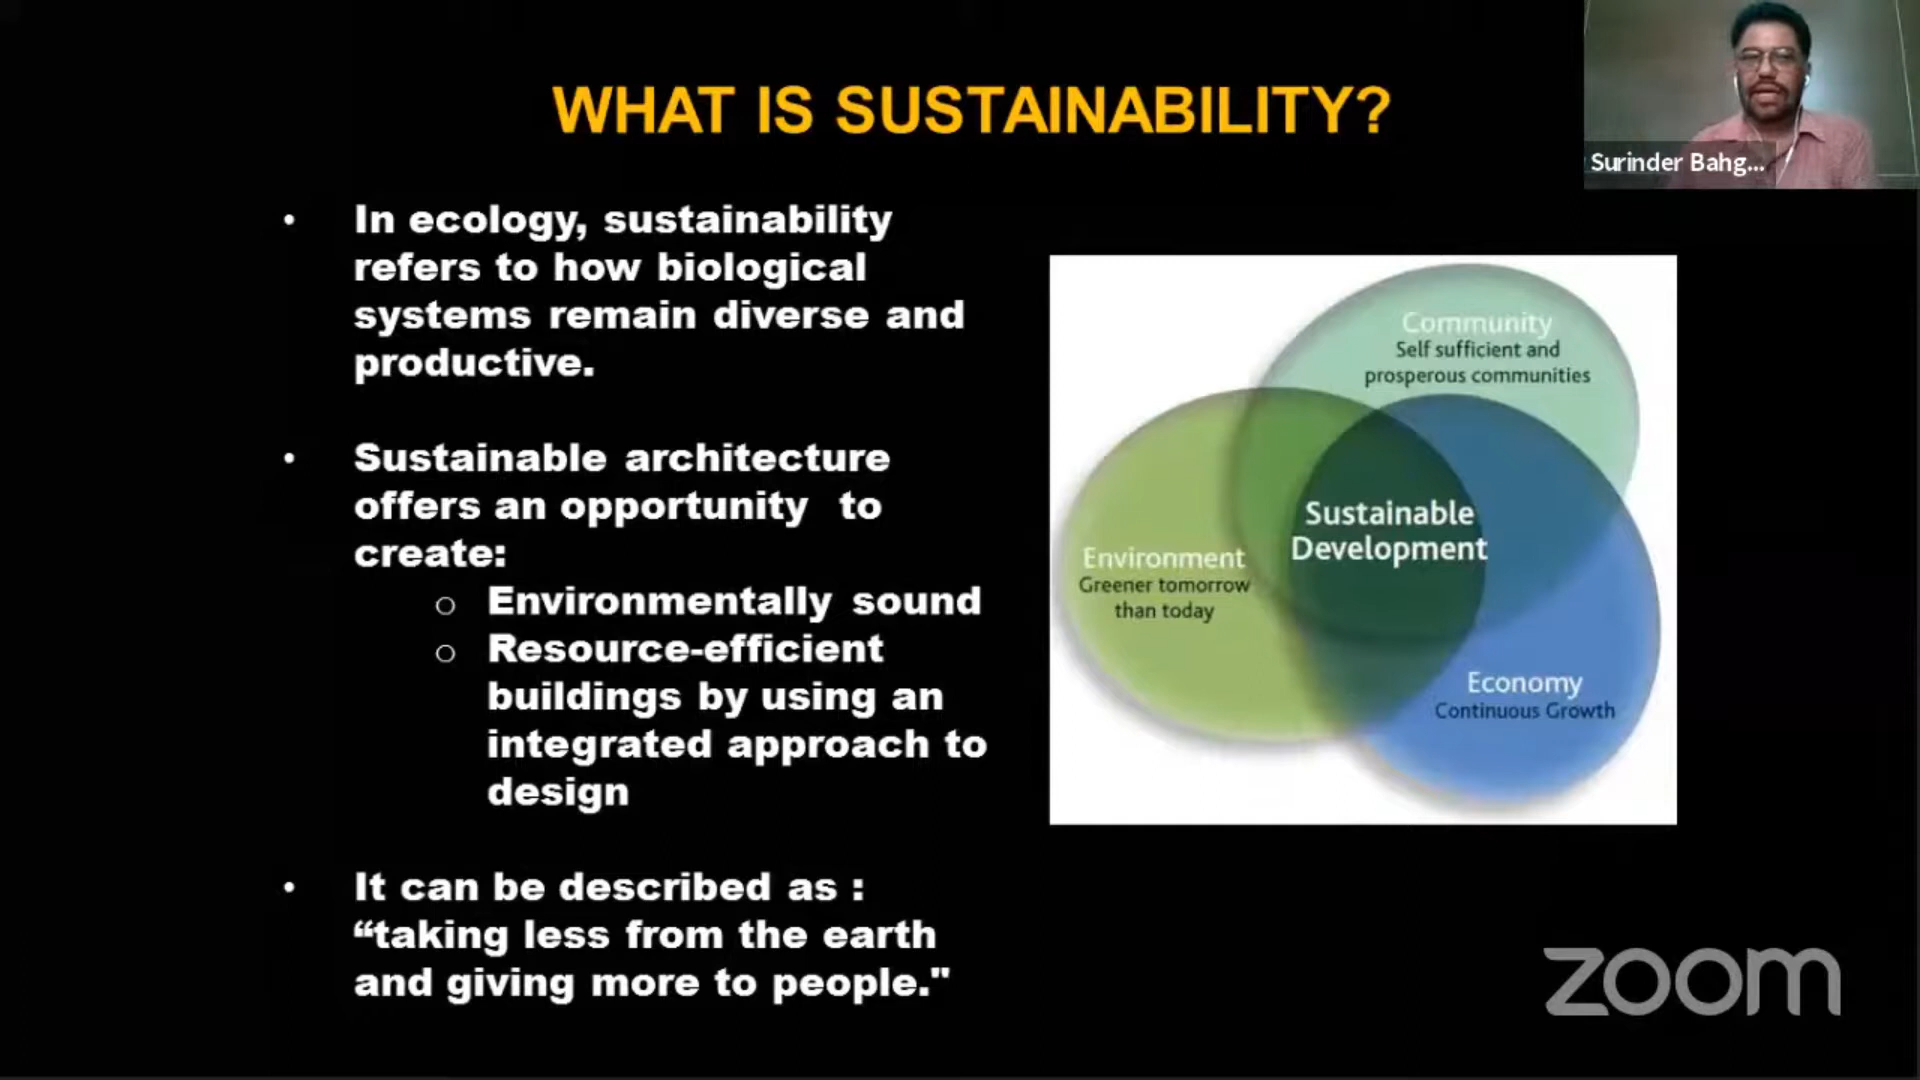 WHAT IS SUSTAINABILITY?
Surinder Bahg...
• In ecology, sustainability
refers to how biological
systems remain diverse and
productive.
• Sustainable architecture
offers an opportunity to
create:
o Environmentally sound
o Resource-efficient
buildings by using an
integrated approach to
design
• It can be described as :
“taking less from the earth
and giving more to people."
Community
Self sufficient and
prosperous communities
Sustainable
Development
Environment
Greener tomorrow
than today
Economy
Continuous Growth
zoom